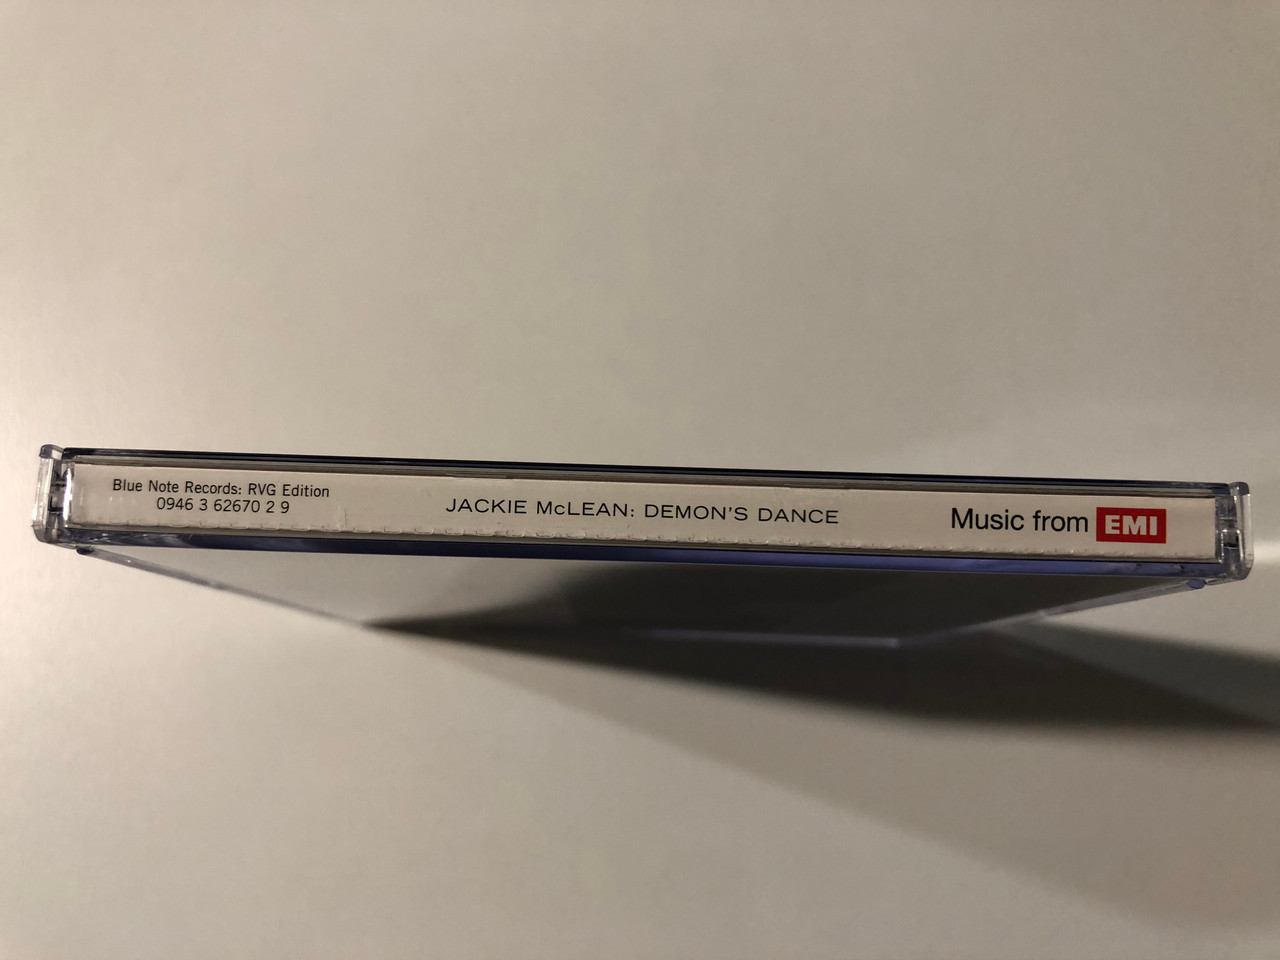 Blue Note Records: RVG Edition
0946 3 62670 2 9
JACKIE McLEAN: DEMON'S DANCE
Music from EMI